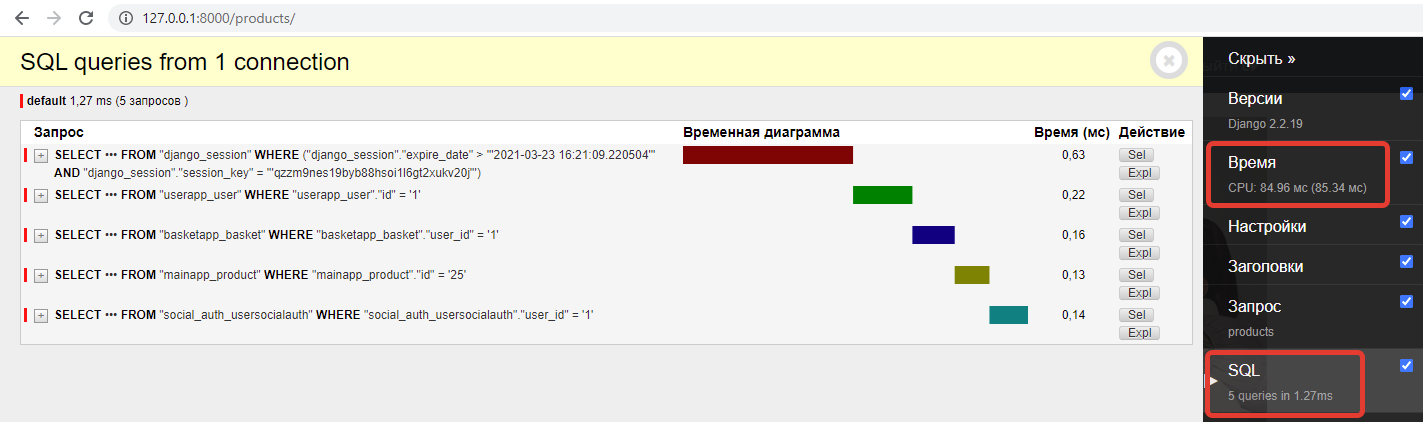 127.0.0.1:8000/products/
SQL queries from 1 connection
default 1,27 ms (5 запросов )
Запрос Временная диаграмма Время (мс) Действие
+ SELECT ••• FROM "django_session" WHERE ("django_session"."expire_date" > '"2021-03-23 16:21:09.220504"' 0,63 Sel
AND "django_session"."session_key" = '"qzzm9nes19byb88hsoi1l6gt2xukv20j"') Expl
+ SELECT ••• FROM "userapp_user" WHERE "userapp_user"."id" = '1' 0,22 Sel
Expl
+ SELECT ••• FROM "basketapp_basket" WHERE "basketapp_basket"."user_id" = '1' 0,16 Sel
Expl
+ SELECT ••• FROM "mainapp_product" WHERE "mainapp_product"."id" = '25' 0,13 Sel
Expl
+ SELECT ••• FROM "social_auth_usersocialauth" WHERE "social_auth_usersocialauth"."user_id" = '1' 0,14 Sel
Expl
Скрыть »
Версии
Django 2.2.19
Время
CPU: 84.96 мс (85.34 мс)
Настройки
Заголовки
Запрос
products
SQL
5 queries in 1.27ms